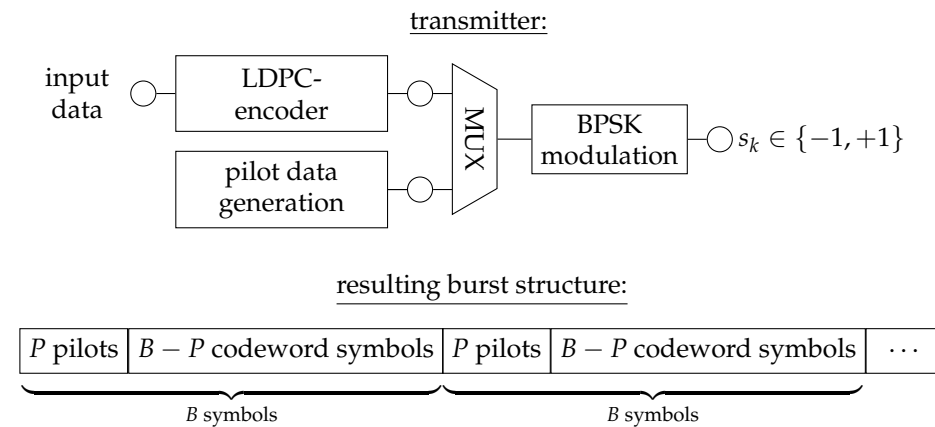 transmitter:
input
data
LDPC-
encoder
pilot data
generation
MUX
BPSK
modulation
s_k ∈ {−1, +1}
resulting burst structure:
P pilots B − P codeword symbols P pilots B − P codeword symbols ···
B symbols B symbols